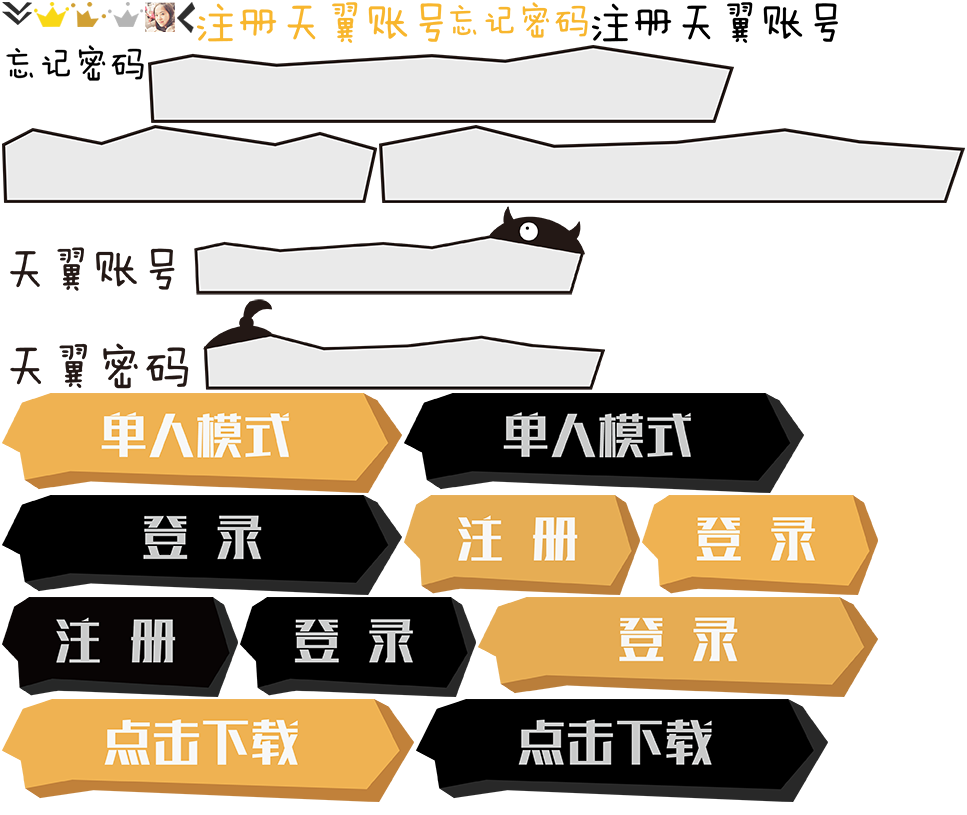 注册天翼账号 忘记密码 注册天翼账号
忘记密码
天翼账号
天翼密码
单人模式 单人模式
登录 注册 登录
注册 登录 登录
点击下载 点击下载